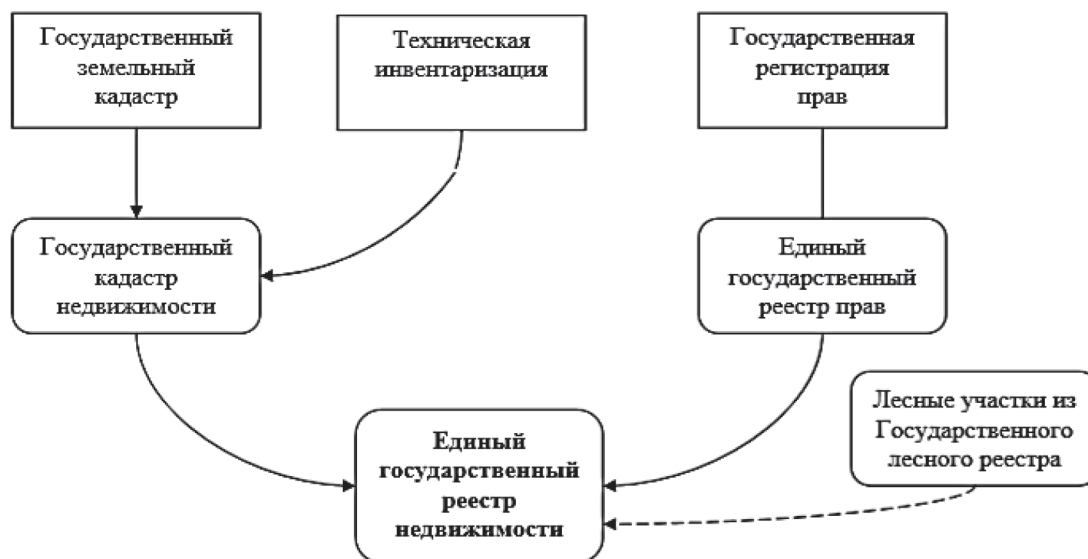 Государственный
земельный
кадастр
Техническая
инвентаризация
Государственная
регистрация
прав
Государственный
кадастр
недвижимости
Единый
государственный
реестр прав
Лесные участки из
Государственного
лесного реестра
Единый
государственный
реестр
недвижимости